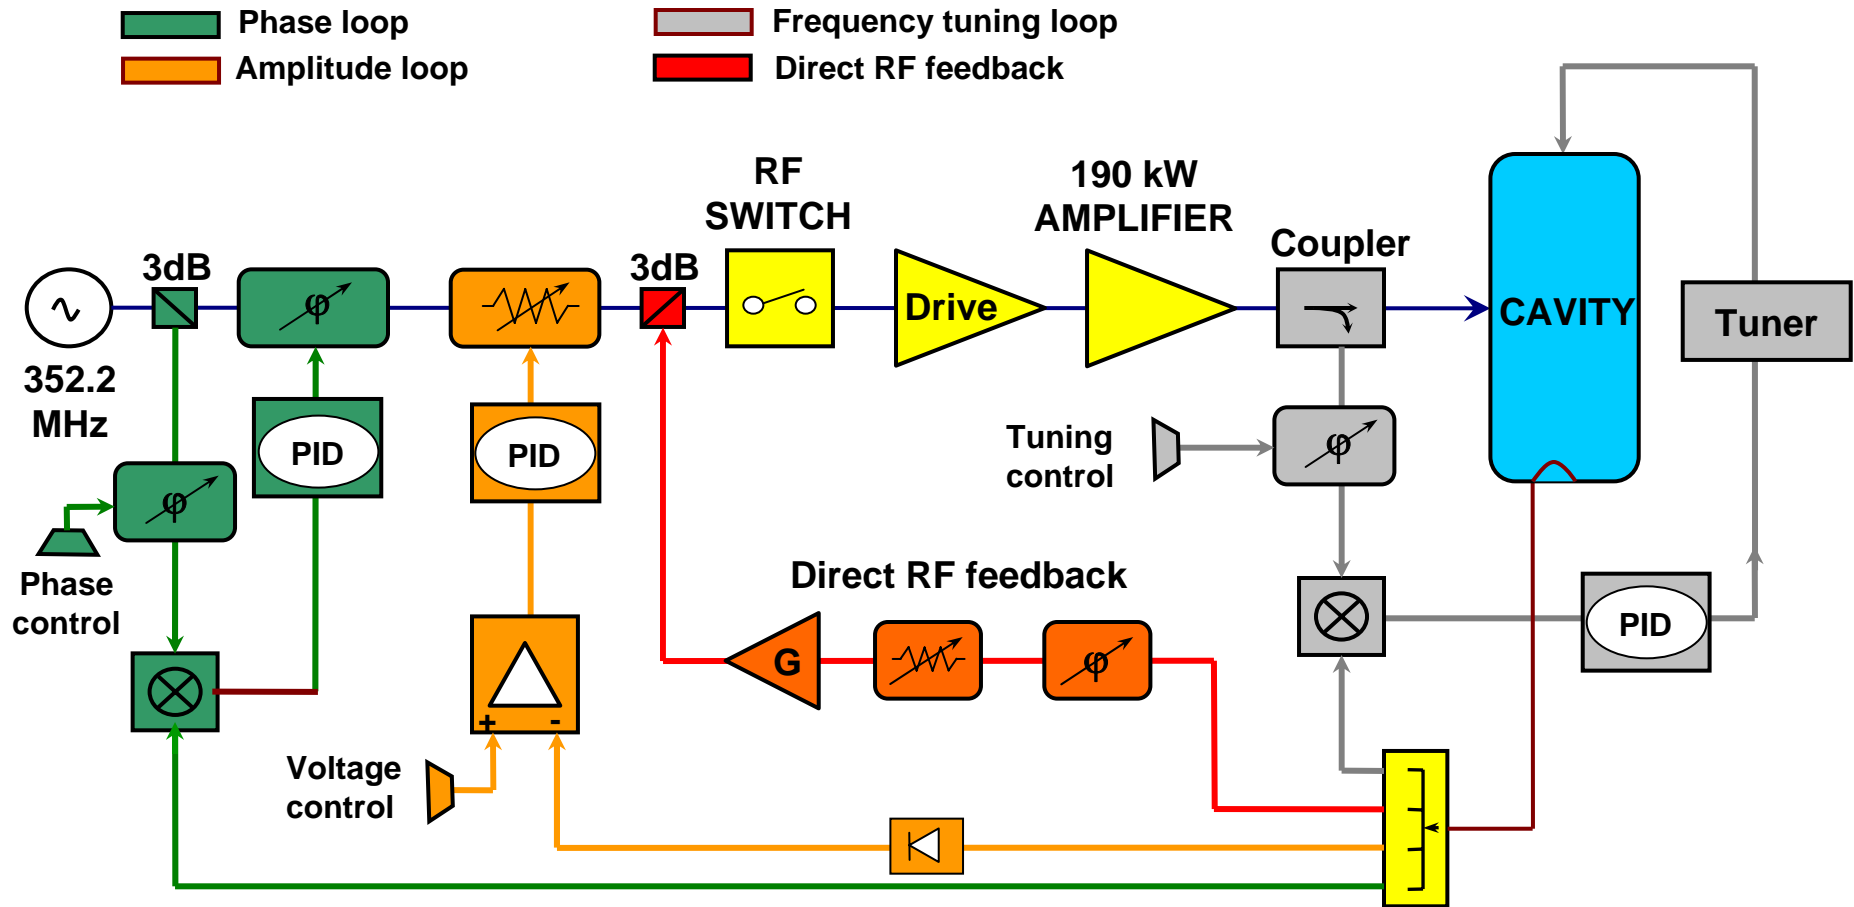 Phase loop
Frequency tuning loop
Amplitude loop
Direct RF feedback
RF
SWITCH
190 kW
AMPLIFIER
Coupler
3dB
φ
3dB
Drive
CAVITY
Tuner
352.2
MHz
PID
PID
Tuning
control
φ
φ
Phase
control
Direct RF feedback
PID
G
φ
+ -
Voltage
control